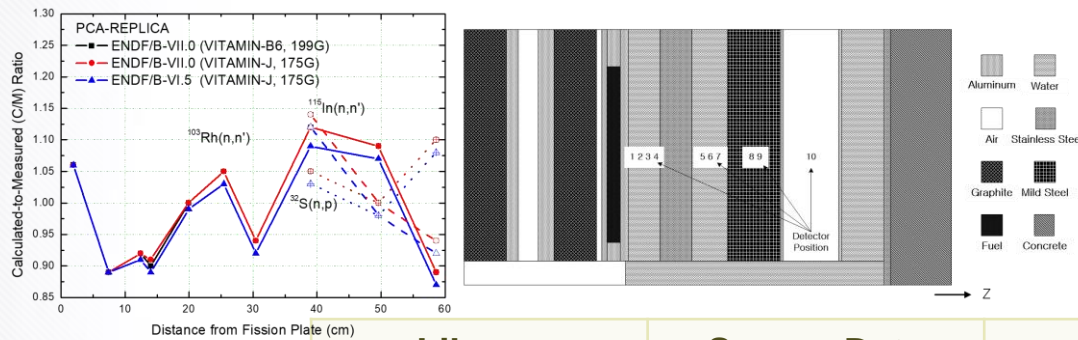 PCA-REPLICA
ENDF/B-VII.0 (VITAMIN-B6, 199G)
ENDF/B-VII.0 (VITAMIN-J, 175G)
ENDF/B-VI.5 (VITAMIN-J, 175G)
¹¹⁵In(n,n')
¹⁰³Rh(n,n')
³²S(n,p)
Calculated-to-Measured (C/M) Ratio
1.30
1.25
1.20
1.15
1.10
1.05
1.00
0.95
0.90
0.85
0 10 20 30 40 50 60
Distance from Fission Plate (cm)
1 2 3 4
5 6 7
8 9
10
Detector
Position
Z
Aluminum Water
Air Stainless Steel
Graphite Mild Steel
Fuel Concrete